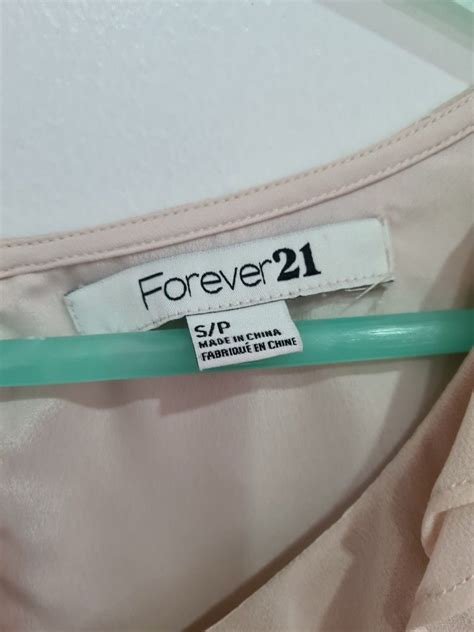 Forever21
S/P
MADE IN CHINA
FABRIQUÉ EN CHINE